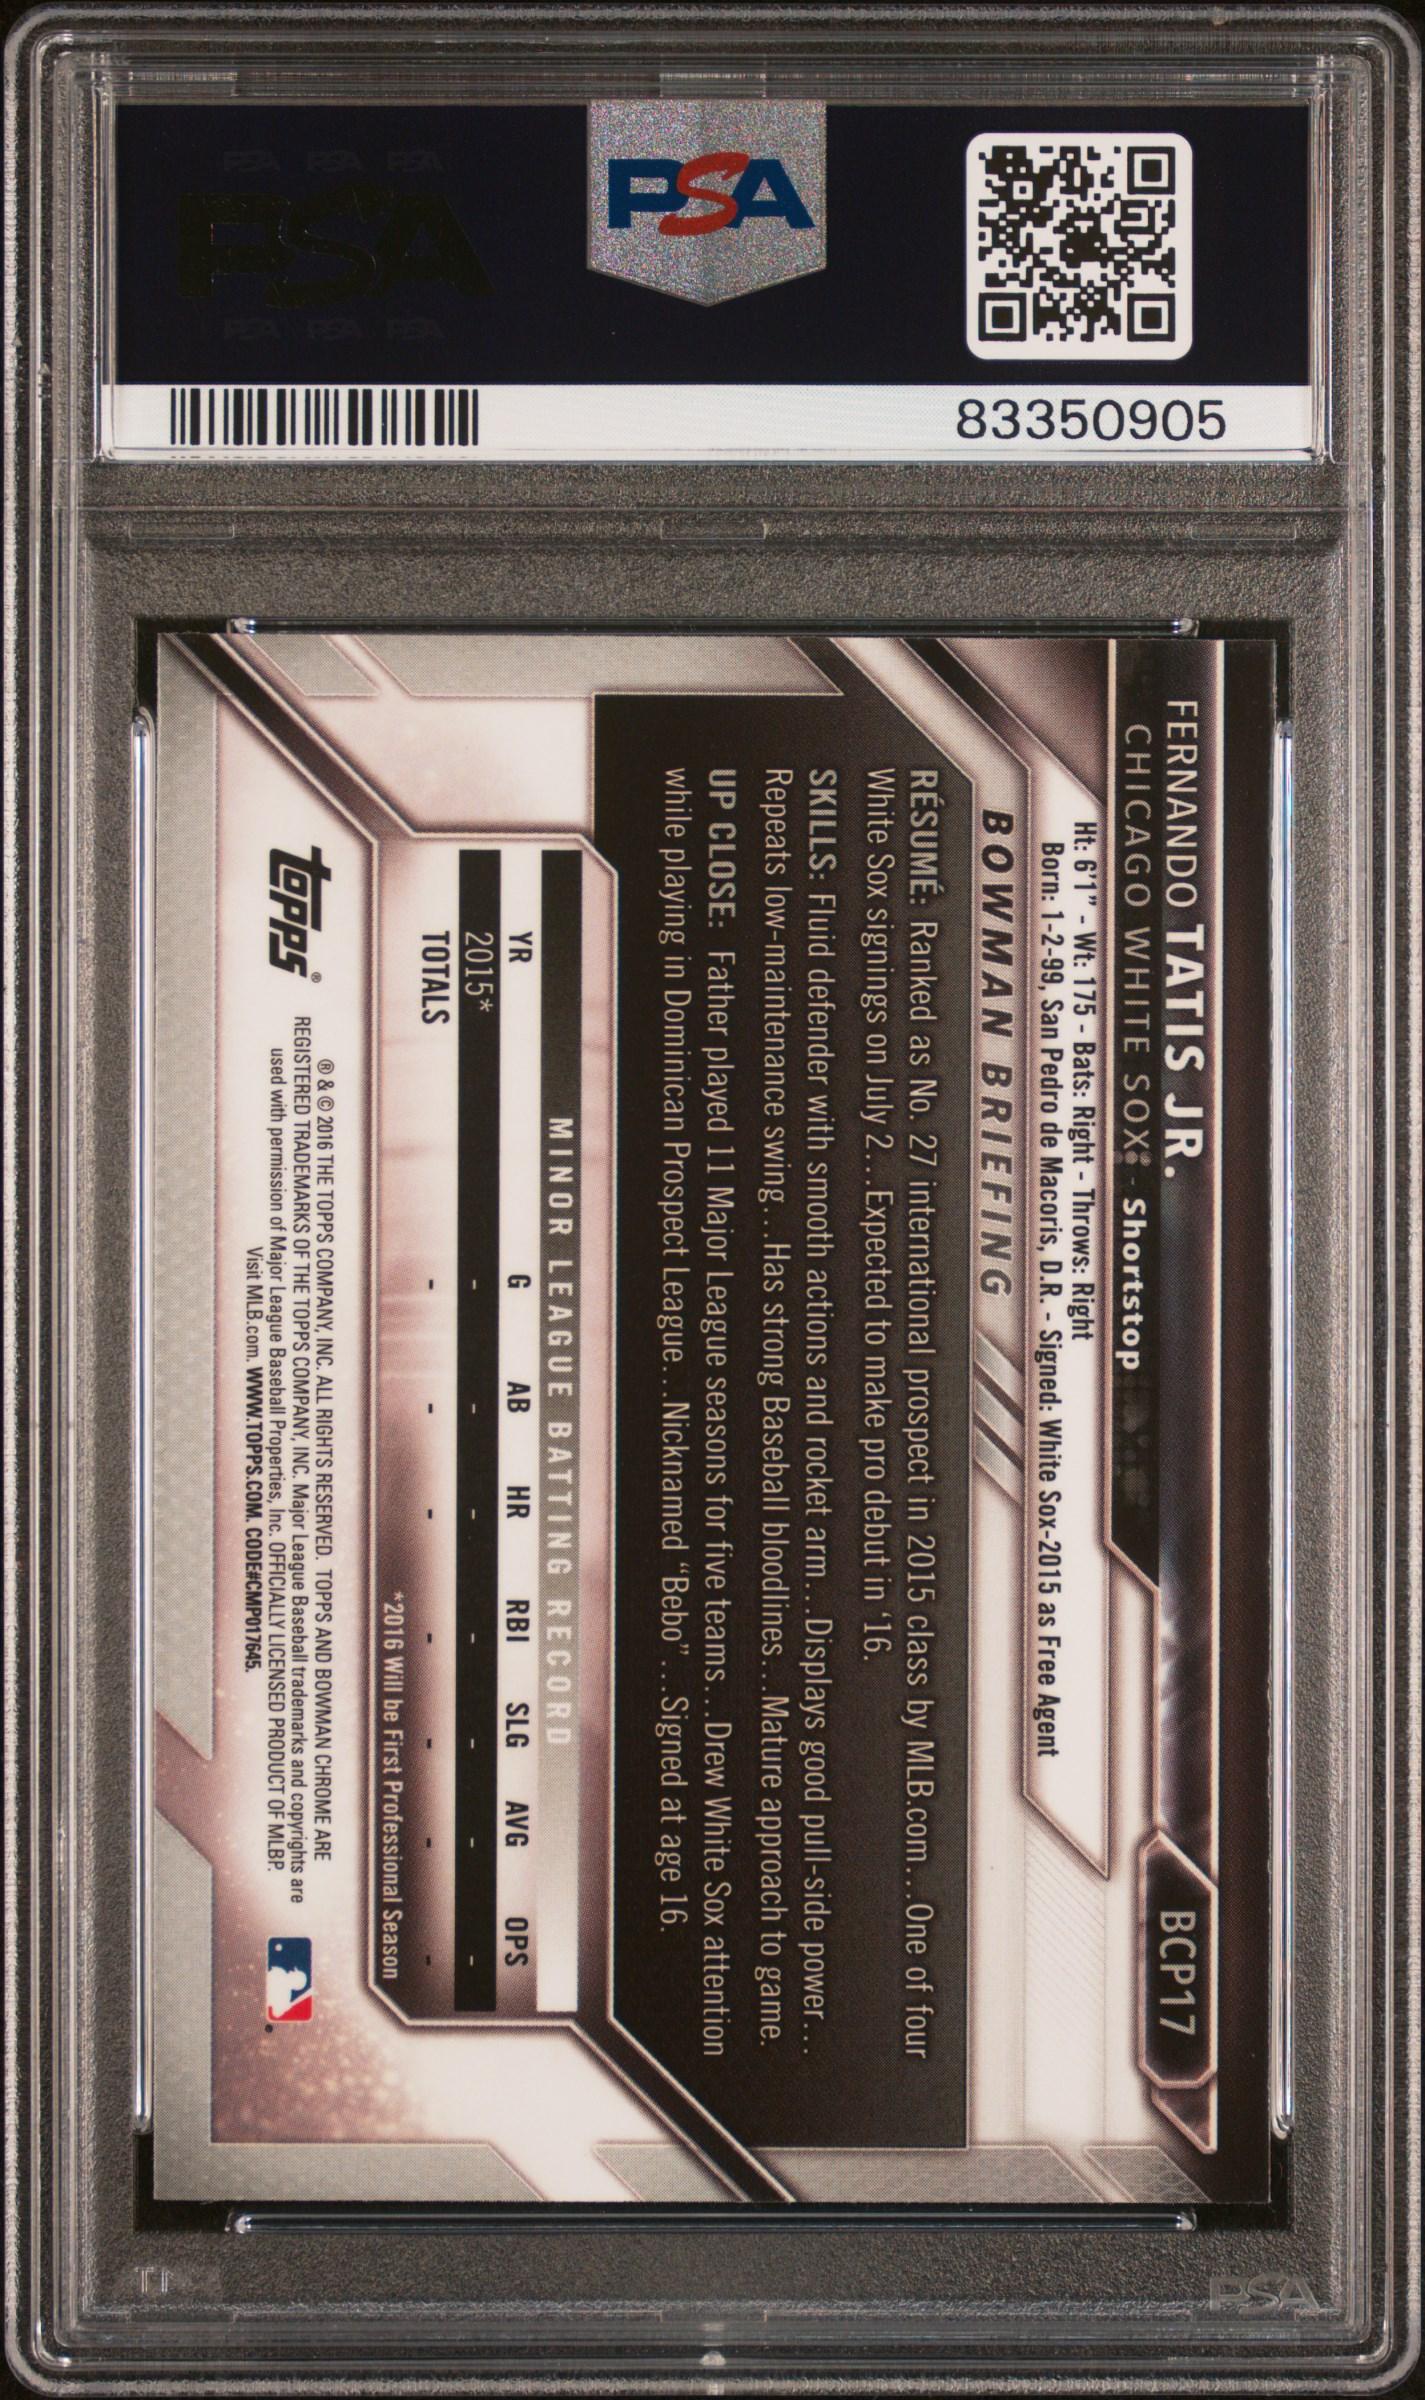 PSA PSA PSA
PSA
PSA PSA PSA
PSA
83350905
FERNANDO TATIS JR.
CHICAGO WHITE SOX® - Shortstop
BCP17
Ht: 6'1" - Wt: 175 - Bats: Right - Throws: Right
Born: 1-2-99, San Pedro de Macoris, D.R. - Signed: White Sox-2015 as Free Agent
BOWMAN BRIEFING
RÉSUMÉ: Ranked as No. 27 international prospect in 2015 class by MLB.com...One of four
White Sox signings on July 2...Expected to make pro debut in '16.
SKILLS: Fluid defender with smooth actions and rocket arm...Displays good pull-side power...
Repeats low-maintenance swing...Has strong Baseball bloodlines...Mature approach to game.
UP CLOSE: Father played 11 Major League seasons for five teams...Drew White Sox attention
while playing in Dominican Prospect League...Nicknamed “Bebo”...Signed at age 16.
MINOR LEAGUE BATTING RECORD
YR G AB HR RBI SLG AVG OPS
2015* - - - - - - -
TOTALS - - - - - - -
*2016 Will be First Professional Season
topps®
® & © 2016 THE TOPPS COMPANY, INC. ALL RIGHTS RESERVED. TOPPS AND BOWMAN CHROME ARE
REGISTERED TRADEMARKS OF THE TOPPS COMPANY, INC. Major League Baseball trademarks and copyrights are
used with permission of Major League Baseball Properties, Inc. OFFICIALLY LICENSED PRODUCT OF MLBP.
Visit MLB.com. WWW.TOPPS.COM. CODE#CMP017645.
PSA